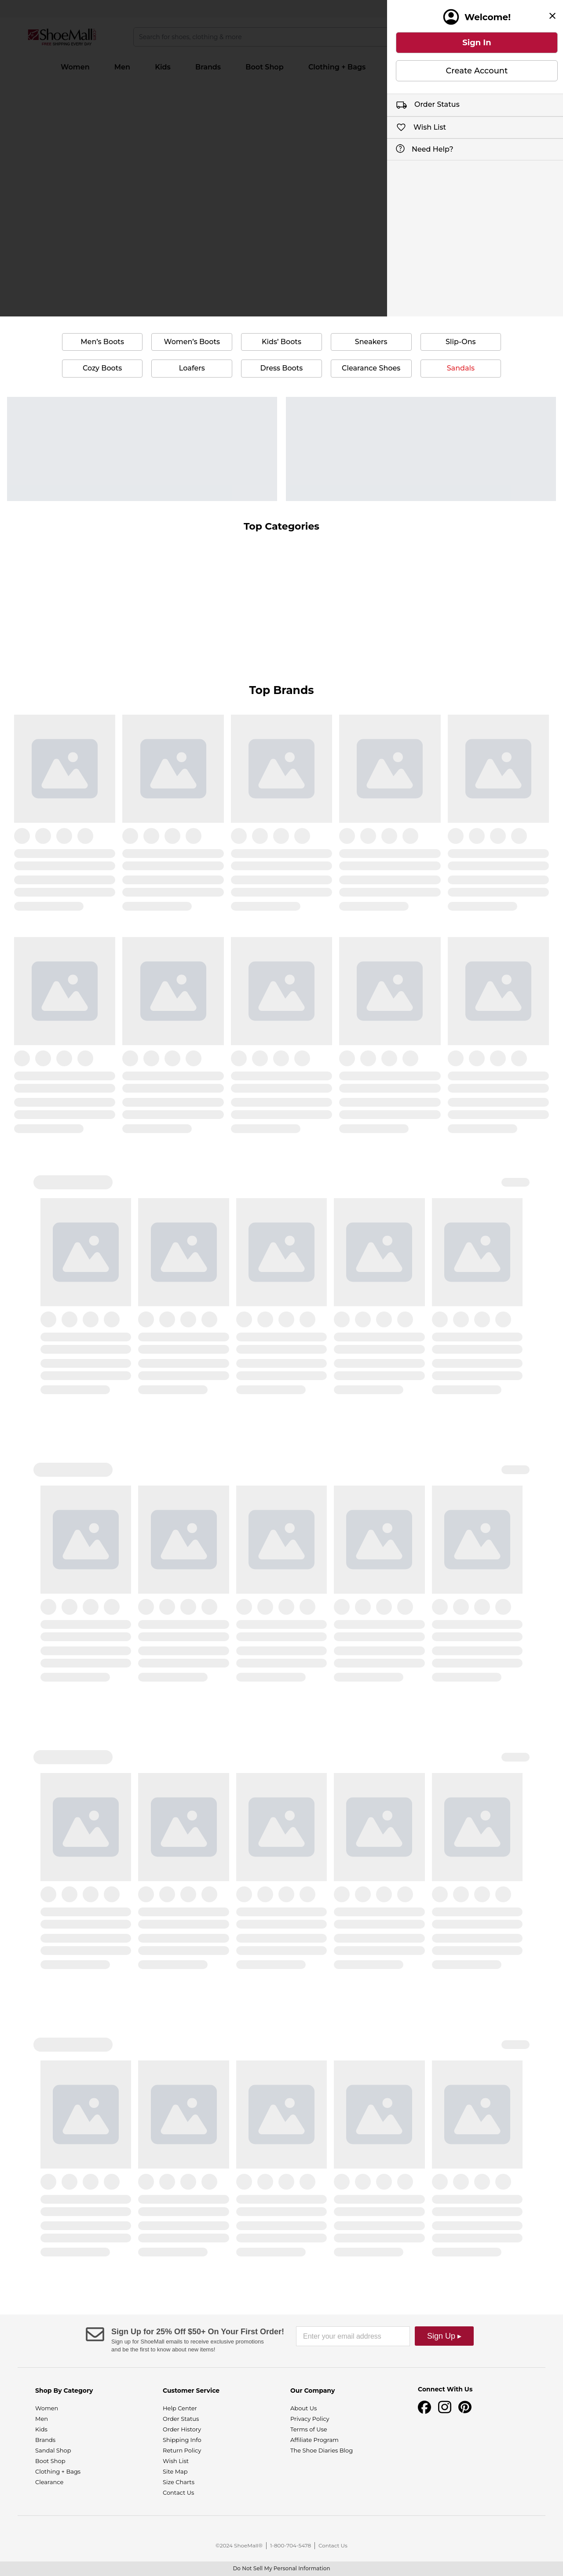 Welcome!
Sign In
Create Account
Order Status
Wish List
Need Help?
ShoeMall
Search for shoes, clothing & more
Women
Men
Kids
Brands
Boot Shop
Clothing + Bags
Men's Boots
Women's Boots
Kids' Boots
Sneakers
Slip-Ons
Cozy Boots
Loafers
Dress Boots
Clearance Shoes
Sandals
Top Categories
Top Brands
Sign Up for 25% Off $50+ On Your First Order!
Sign up for ShoeMall emails to receive exclusive promotions
and be the first to know about new items!
Enter your email address
Sign Up ▸
Shop By Category
Women
Men
Kids
Brands
Sandal Shop
Boot Shop
Clothing + Bags
Clearance
Customer Service
Help Center
Order Status
Order History
Shipping Info
Return Policy
Wish List
Site Map
Size Charts
Contact Us
Our Company
About Us
Privacy Policy
Terms of Use
Affiliate Program
The Shoe Diaries Blog
Connect With Us
©2024 ShoeMall® | 1-800-704-5478 | Contact Us
Do Not Sell My Personal Information